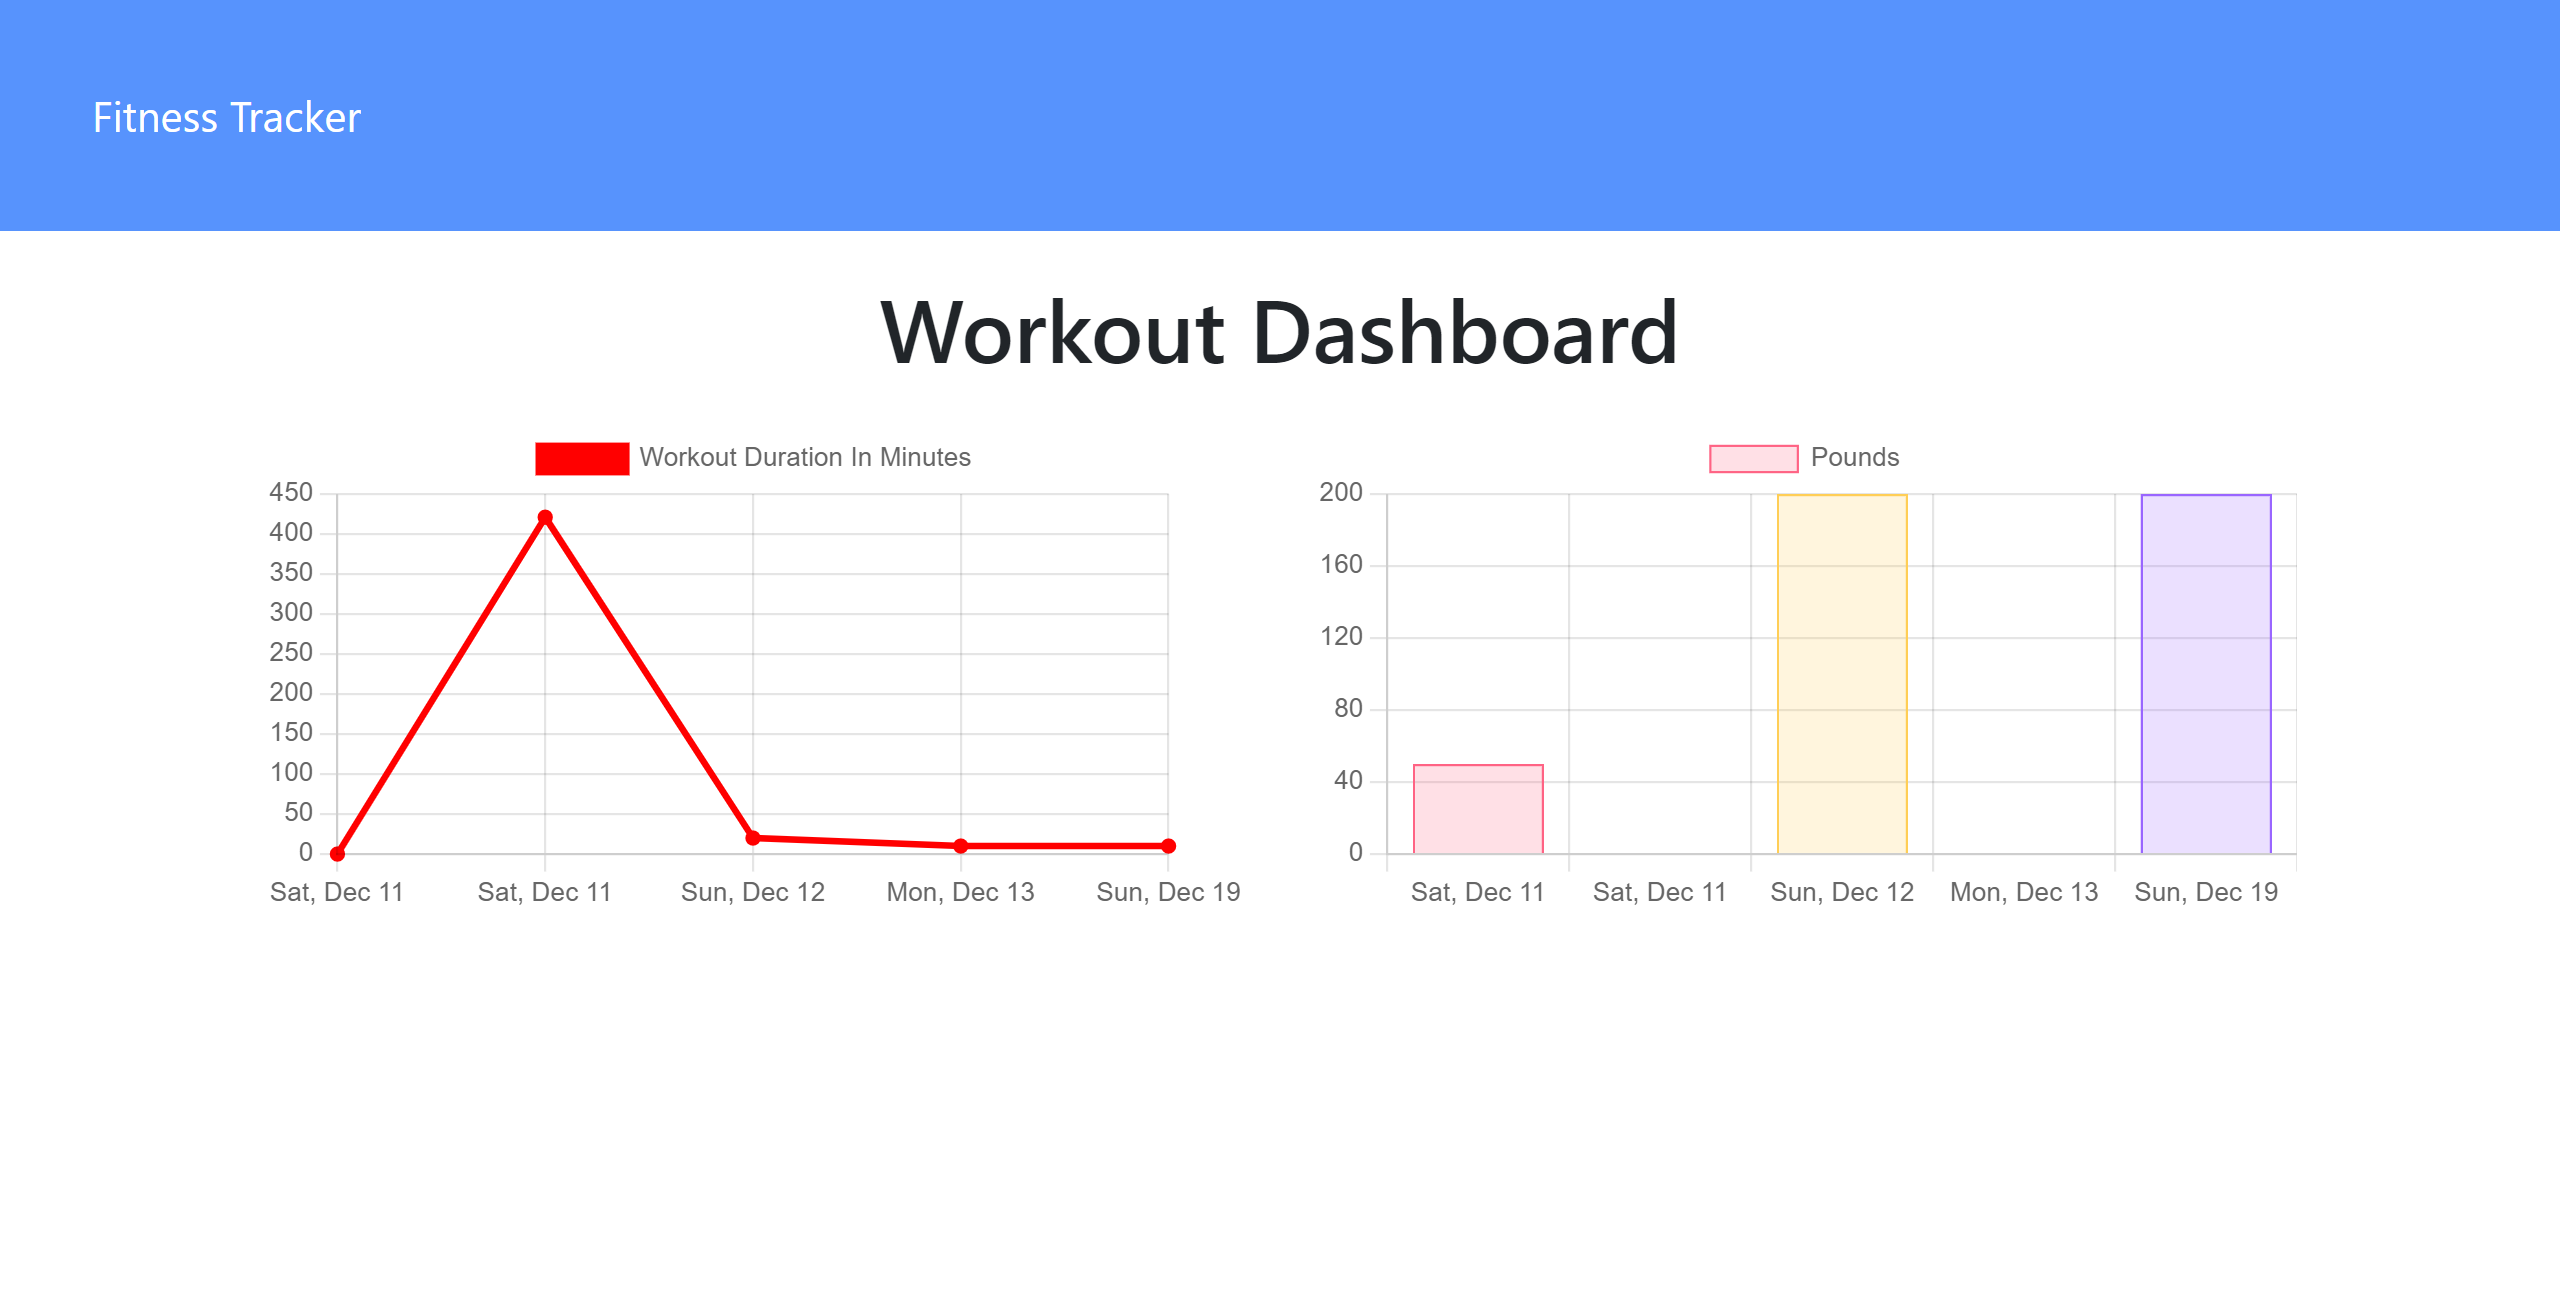 Fitness Tracker
Workout Dashboard
Workout Duration In Minutes
450
400
350
300
250
200
150
100
50
0
Sat, Dec 11 Sat, Dec 11 Sun, Dec 12 Mon, Dec 13 Sun, Dec 19
Pounds
200
160
120
80
40
0
Sat, Dec 11 Sat, Dec 11 Sun, Dec 12 Mon, Dec 13 Sun, Dec 19